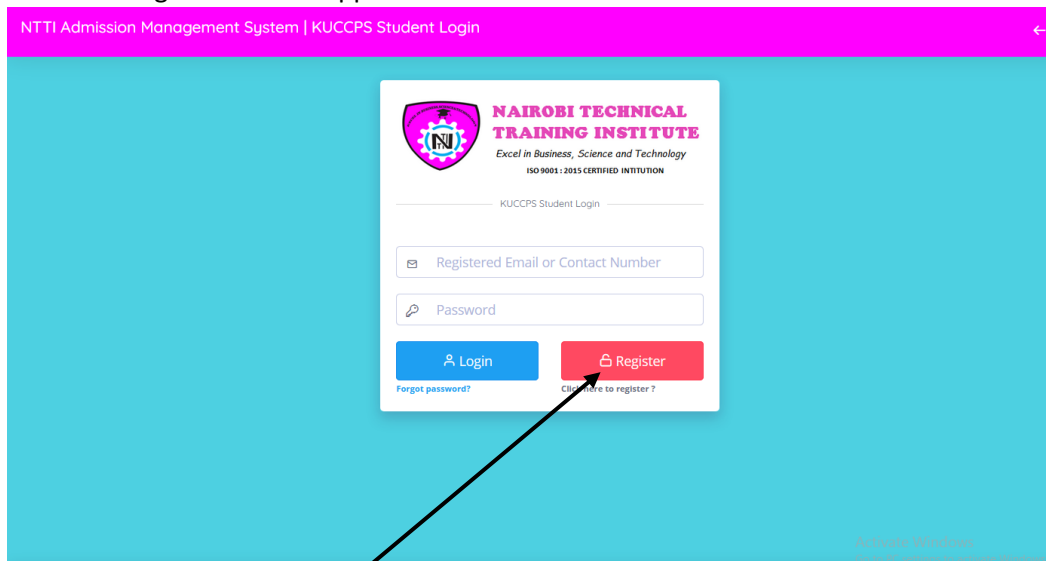 NTTI Admission Management System | KUCCPS Student Login
NAIROBI TECHNICAL
TRAINING INSTITUTE
Excel in Business, Science and Technology
ISO 9001 : 2015 CERTIFIED INTITUTION
KUCCPS Student Login
Registered Email or Contact Number
Password
Login
Register
Forgot password?
Click here to register ?
Activate Windows